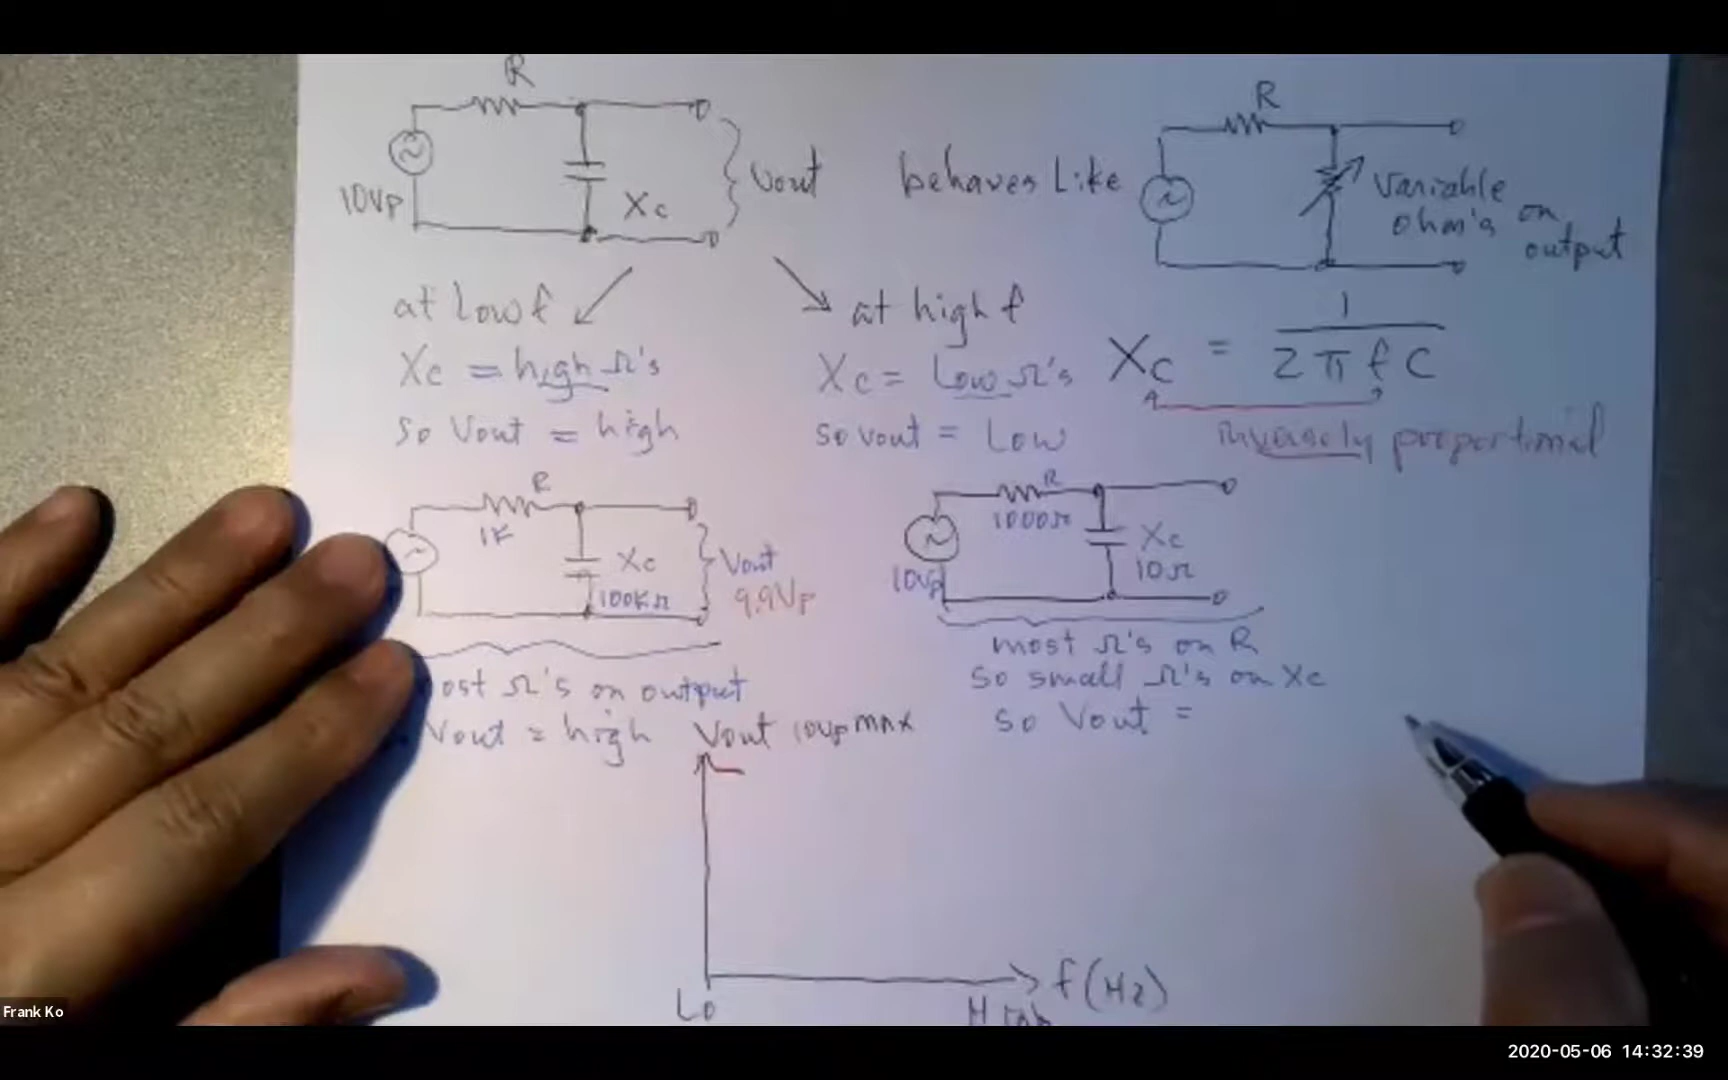 R
10Vp
Xc
Vout
behaves Like
R
Variable
ohm's on
output
at Low f
Xc = high Ω's
so Vout = high
at high f
Xc = Low Ω's
so vout = Low
Xc = 1 / 2πfC
inversely proportional
R
1K
Xc
100KΩ
Vout
9.9Vp
R
1000Ω
10Vp
Xc
10Ω
ost Ω's on output
Vout = high
most Ω's on R
so small Ω's on Xc
so Vout =
Vout 10Vp max
Lo
High
f(Hz)
Frank Ko
2020-05-06 14:32:39